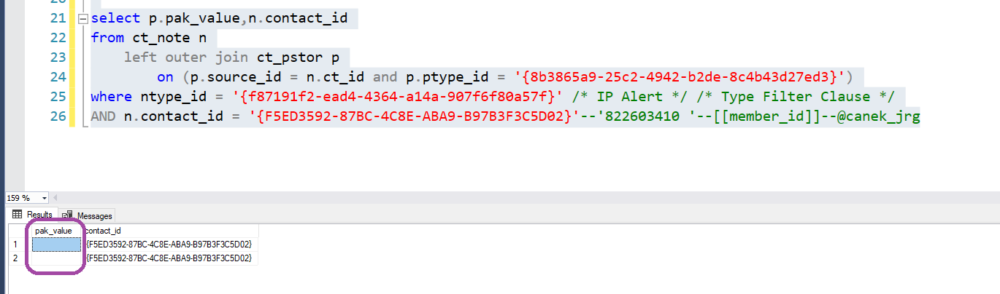 20
21 select p.pak_value,n.contact_id
22 from ct_note n
23 left outer join ct_pstor p
24 on (p.source_id = n.ct_id and p.ptype_id = '{8b3865a9-25c2-4942-b2de-8c4b43d27ed3}')
25 where ntype_id = '{f87191f2-ead4-4364-a14a-907f6f80a57f}' /* IP Alert */ /* Type Filter Clause */
26 AND n.contact_id = '{F5ED3592-87BC-4C8E-ABA9-B97B3F3C5D02}'--'822603410 '--[[member_id]]--@canek_jrg
159 %
Results Messages
pak_value contact_id
1 {F5ED3592-87BC-4C8E-ABA9-B97B3F3C5D02}
2 {F5ED3592-87BC-4C8E-ABA9-B97B3F3C5D02}